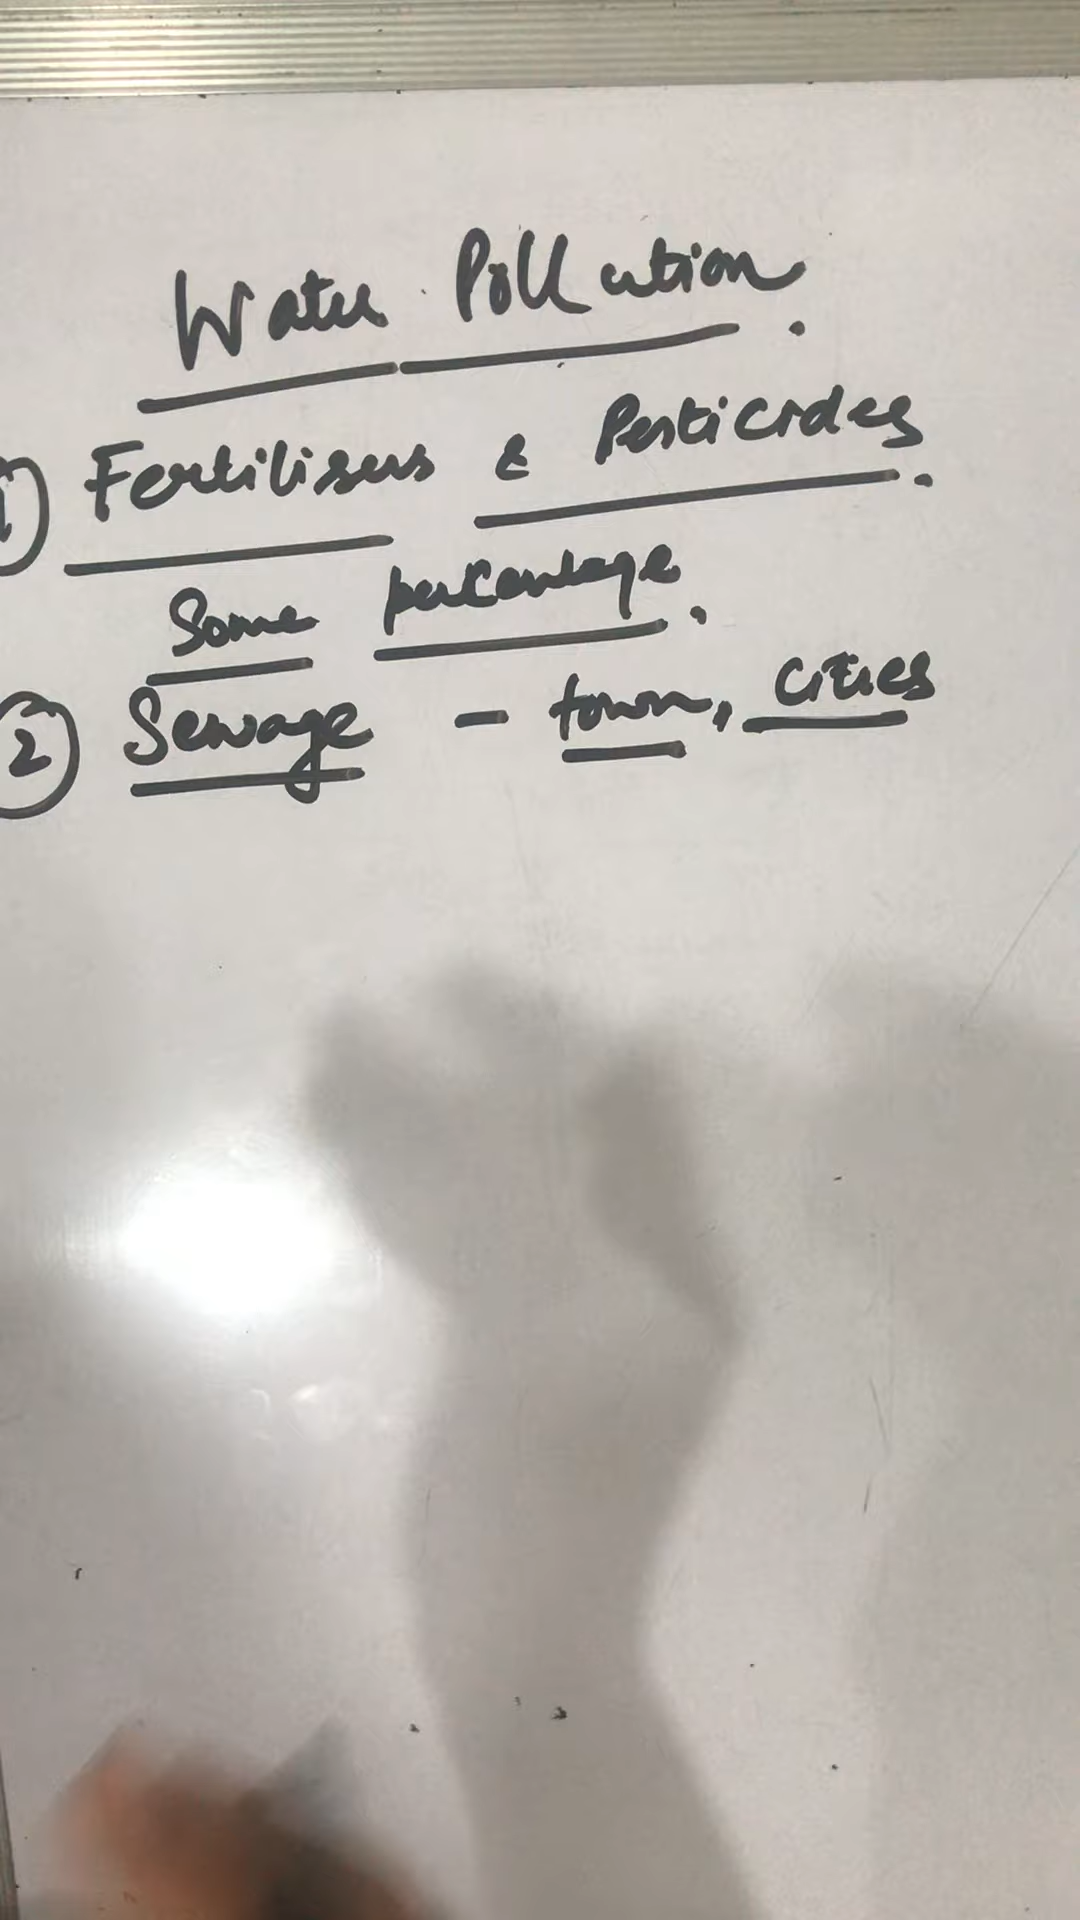 Water Pollution.
① Fertilisers & Pesticides.
Some percentage.
② Sewage - town, cities